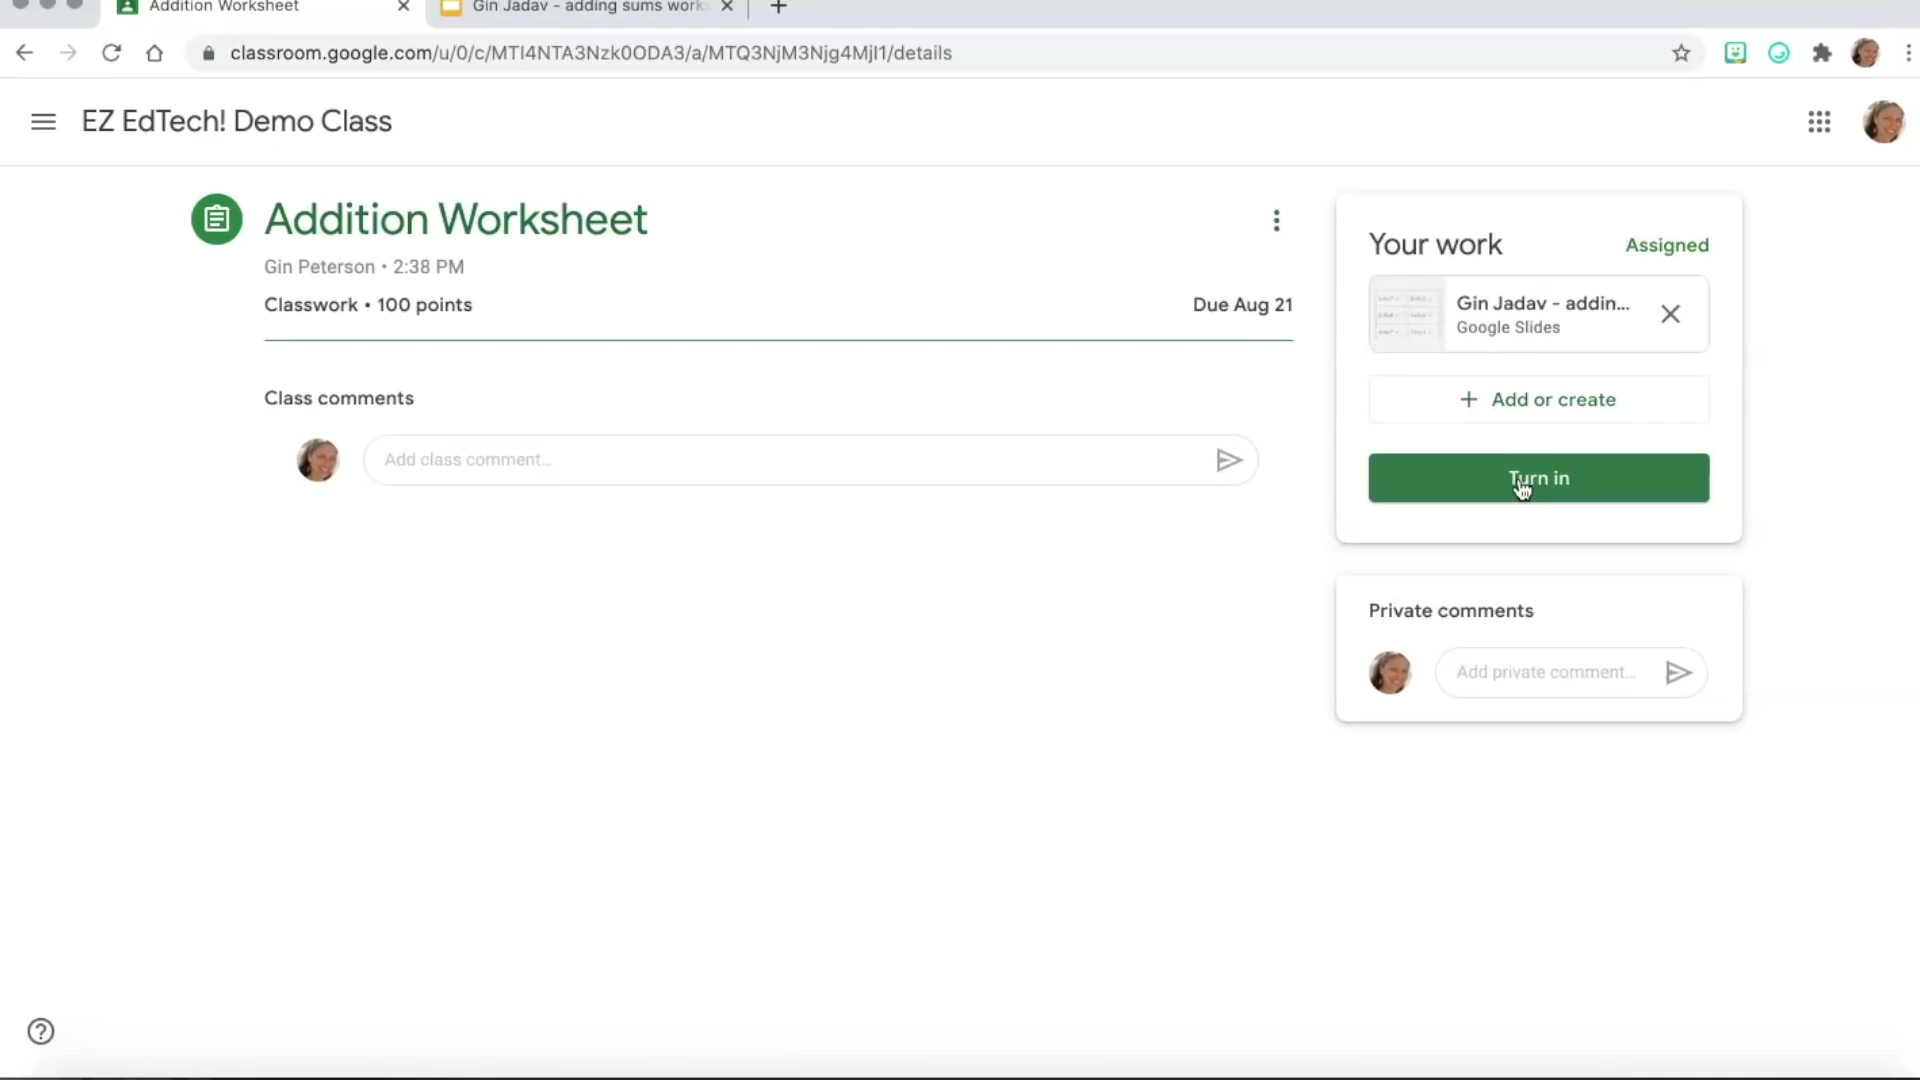 Addition Worksheet
Gin Jadav - adding sums work
classroom.google.com/u/0/c/MTI4NTA3Nzk0ODA3/a/MTQ3NjM3Njg4MjI1/details
EZ EdTech! Demo Class
Addition Worksheet
Gin Peterson • 2:38 PM
Classwork • 100 points
Due Aug 21
Class comments
Add class comment...
Your work
Assigned
Gin Jadav - addin...
Google Slides
+ Add or create
Turn in
Private comments
Add private comment...